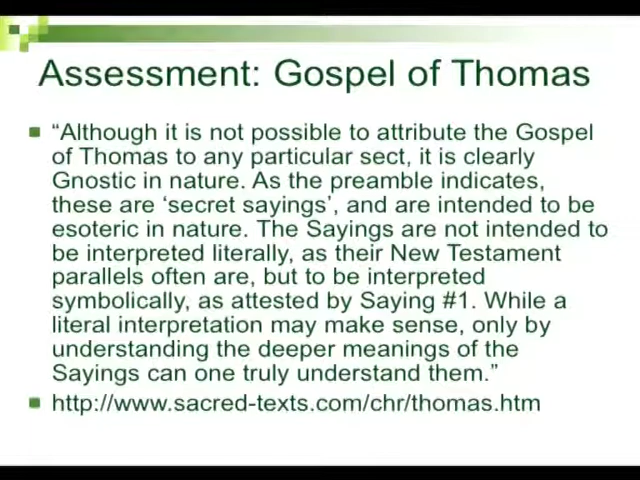 Assessment: Gospel of Thomas
“Although it is not possible to attribute the Gospel
of Thomas to any particular sect, it is clearly
Gnostic in nature. As the preamble indicates,
these are ‘secret sayings’, and are intended to be
esoteric in nature. The Sayings are not intended to
be interpreted literally, as their New Testament
parallels often are, but to be interpreted
symbolically, as attested by Saying #1. While a
literal interpretation may make sense, only by
understanding the deeper meanings of the
Sayings can one truly understand them.”
http://www.sacred-texts.com/chr/thomas.htm